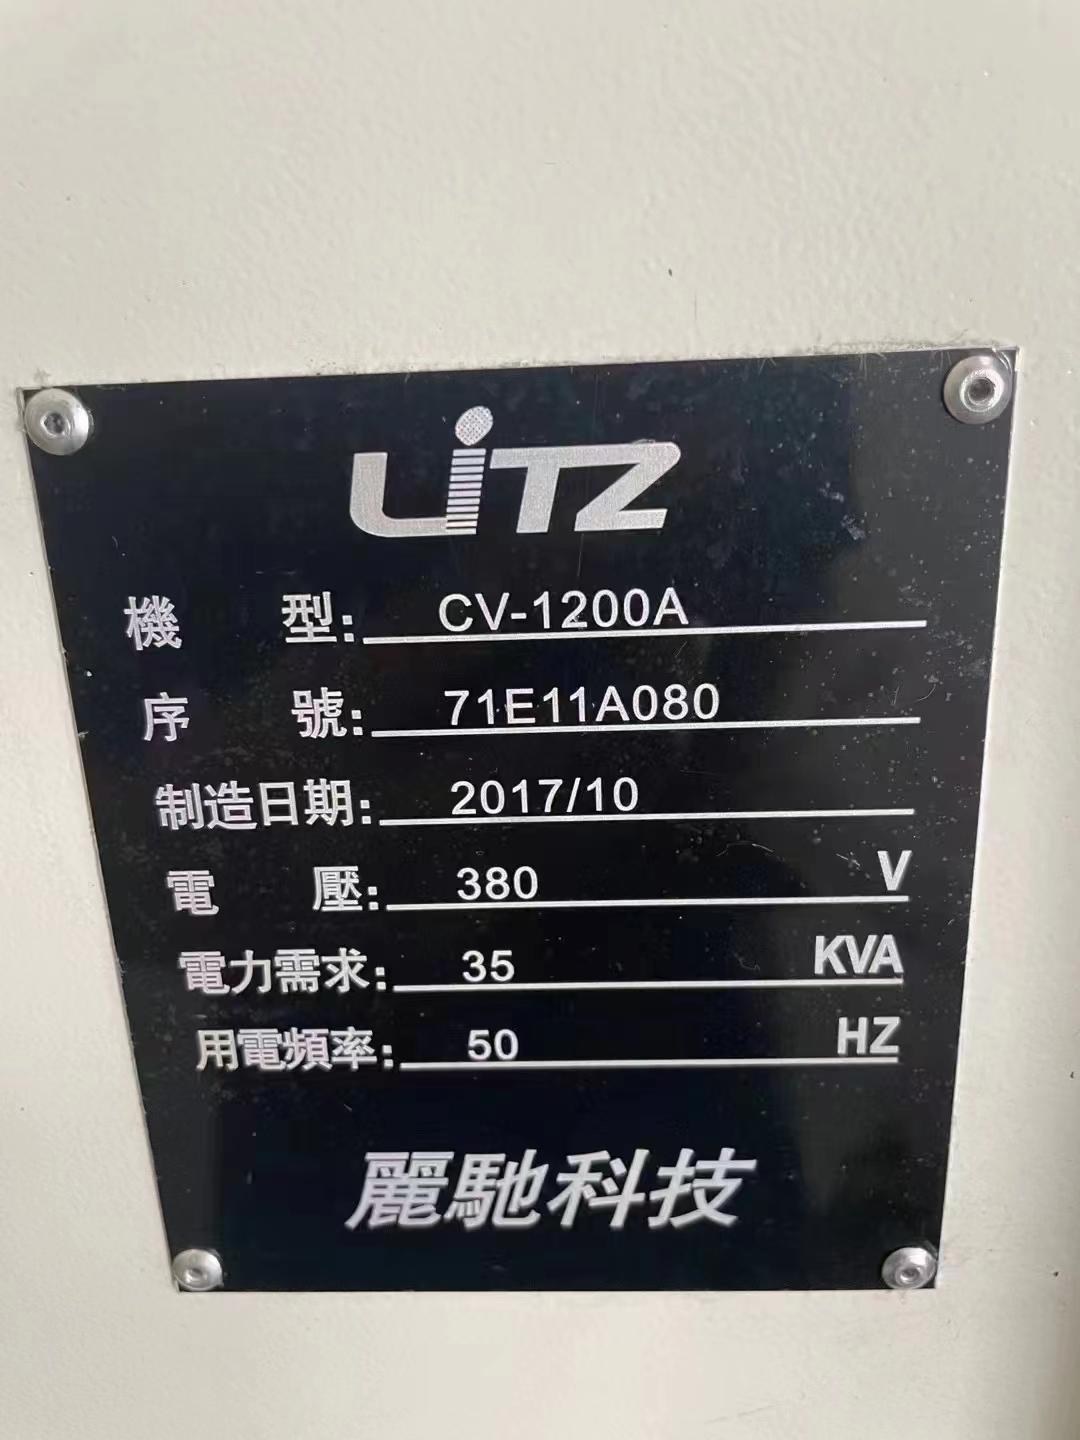 LiTZ
機型: CV-1200A
序號: 71E11A080
制造日期: 2017/10
電壓: 380 V
電力需求: 35 KVA
用電頻率: 50 HZ
麗馳科技